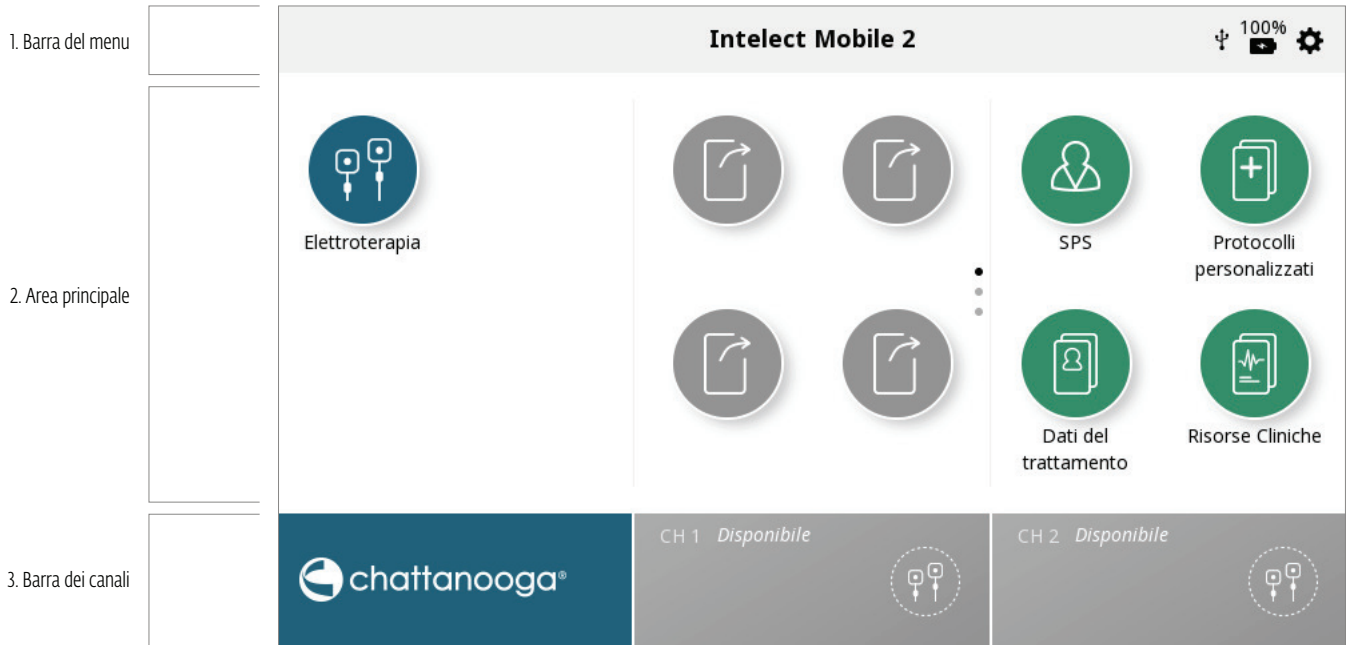 1. Barra del menu
Intelect Mobile 2
100%
Elettroterapia
SPS
Protocolli
personalizzati
2. Area principale
Dati del
trattamento
Risorse Cliniche
3. Barra dei canali
chattanooga®
CH 1 Disponibile
CH 2 Disponibile